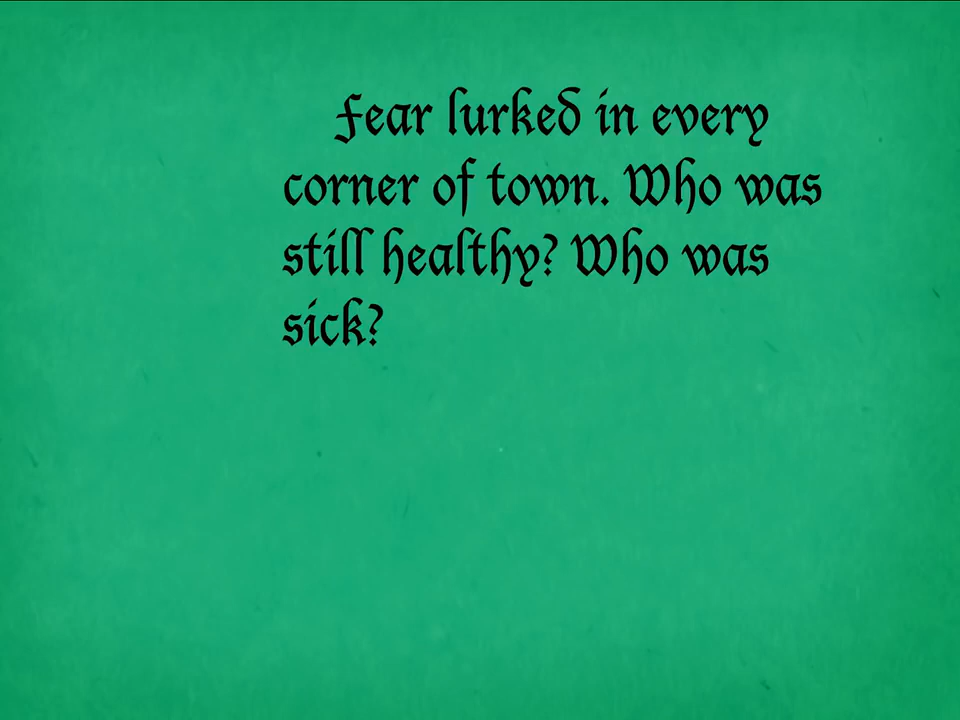 Fear lurked in every
corner of town. Who was
still healthy? Who was
sick?